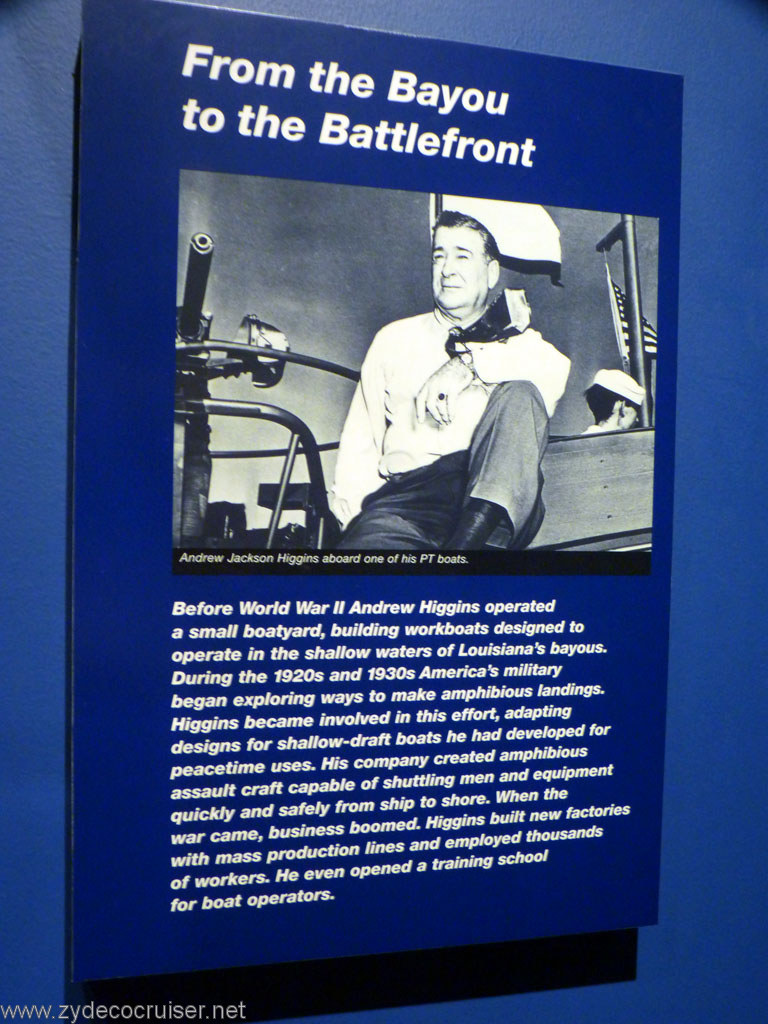 From the Bayou
to the Battlefront
Andrew Jackson Higgins aboard one of his PT boats.
Before World War II Andrew Higgins operated
a small boatyard, building workboats designed to
operate in the shallow waters of Louisiana's bayous.
During the 1920s and 1930s America's military
began exploring ways to make amphibious landings.
Higgins became involved in this effort, adapting
designs for shallow-draft boats he had developed for
peacetime uses. His company created amphibious
assault craft capable of shuttling men and equipment
quickly and safely from ship to shore. When the
war came, business boomed. Higgins built new factories
with mass production lines and employed thousands
of workers. He even opened a training school
for boat operators.
www.zydecocruiser.net